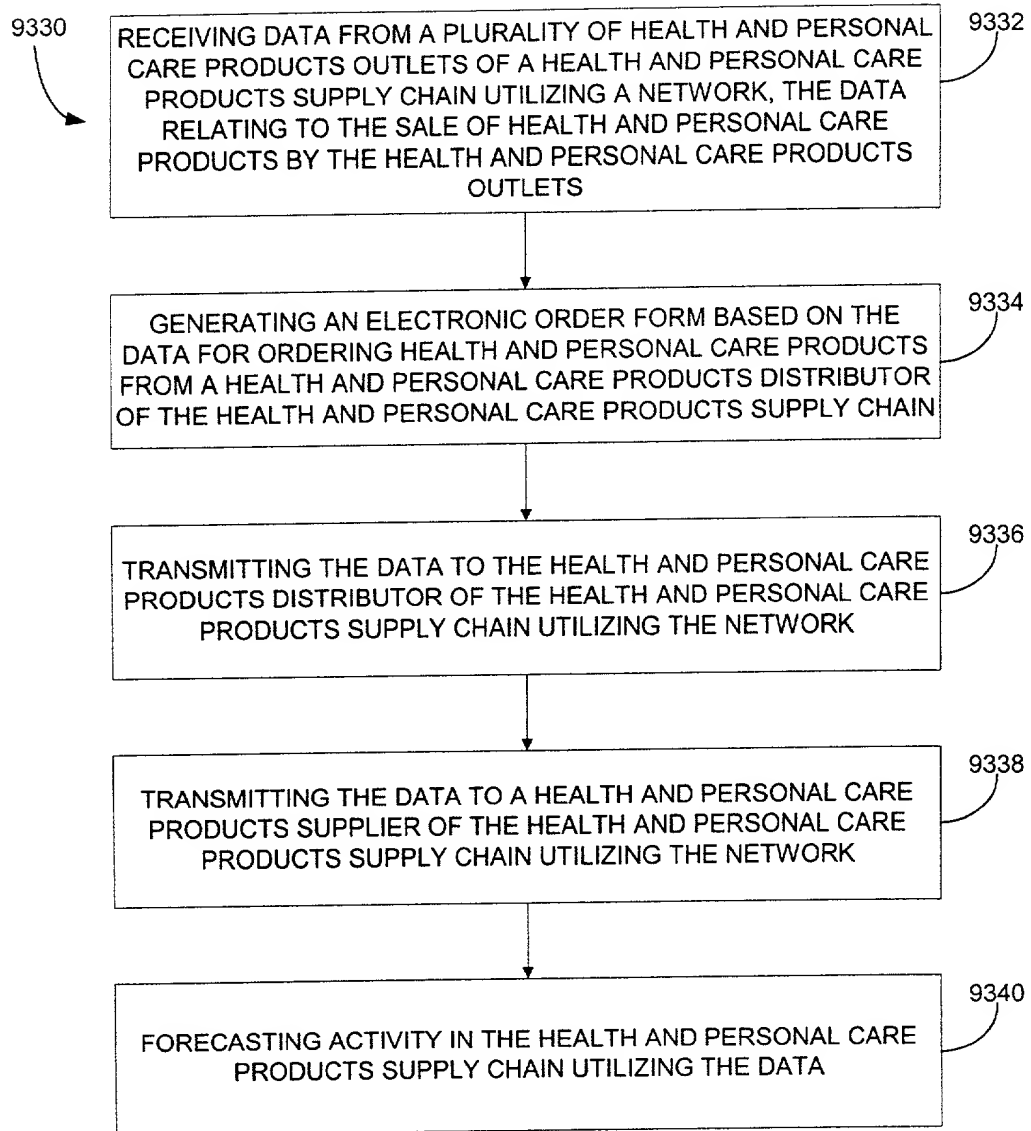 9330
RECEIVING DATA FROM A PLURALITY OF HEALTH AND PERSONAL
CARE PRODUCTS OUTLETS OF A HEALTH AND PERSONAL CARE
PRODUCTS SUPPLY CHAIN UTILIZING A NETWORK, THE DATA
RELATING TO THE SALE OF HEALTH AND PERSONAL CARE
PRODUCTS BY THE HEALTH AND PERSONAL CARE PRODUCTS
OUTLETS
9332
GENERATING AN ELECTRONIC ORDER FORM BASED ON THE
DATA FOR ORDERING HEALTH AND PERSONAL CARE PRODUCTS
FROM A HEALTH AND PERSONAL CARE PRODUCTS DISTRIBUTOR
OF THE HEALTH AND PERSONAL CARE PRODUCTS SUPPLY CHAIN
9334
TRANSMITTING THE DATA TO THE HEALTH AND PERSONAL CARE
PRODUCTS DISTRIBUTOR OF THE HEALTH AND PERSONAL CARE
PRODUCTS SUPPLY CHAIN UTILIZING THE NETWORK
9336
TRANSMITTING THE DATA TO A HEALTH AND PERSONAL CARE
PRODUCTS SUPPLIER OF THE HEALTH AND PERSONAL CARE
PRODUCTS SUPPLY CHAIN UTILIZING THE NETWORK
9338
FORECASTING ACTIVITY IN THE HEALTH AND PERSONAL CARE
PRODUCTS SUPPLY CHAIN UTILIZING THE DATA
9340